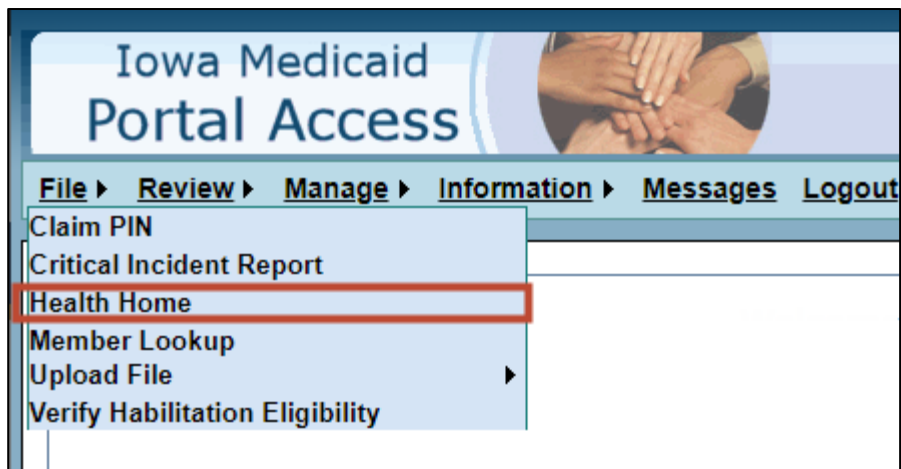 Iowa Medicaid
Portal Access
File Review Manage Information Messages Logout
Claim PIN
Critical Incident Report
Health Home
Member Lookup
Upload File
Verify Habilitation Eligibility